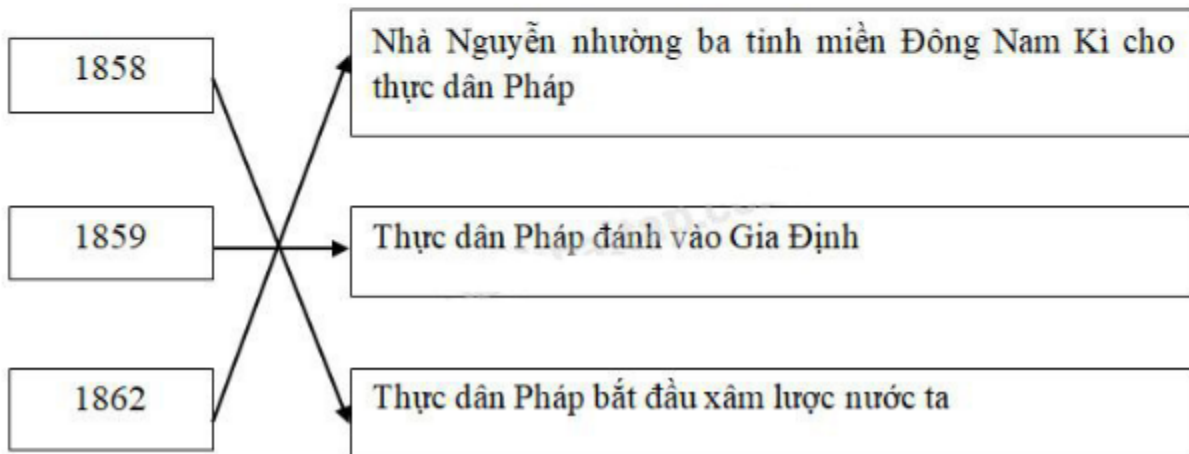 1858
Nhà Nguyễn nhường ba tỉnh miền Đông Nam Kì cho
thực dân Pháp
1859
Thực dân Pháp đánh vào Gia Định
1862
Thực dân Pháp bắt đầu xâm lược nước ta